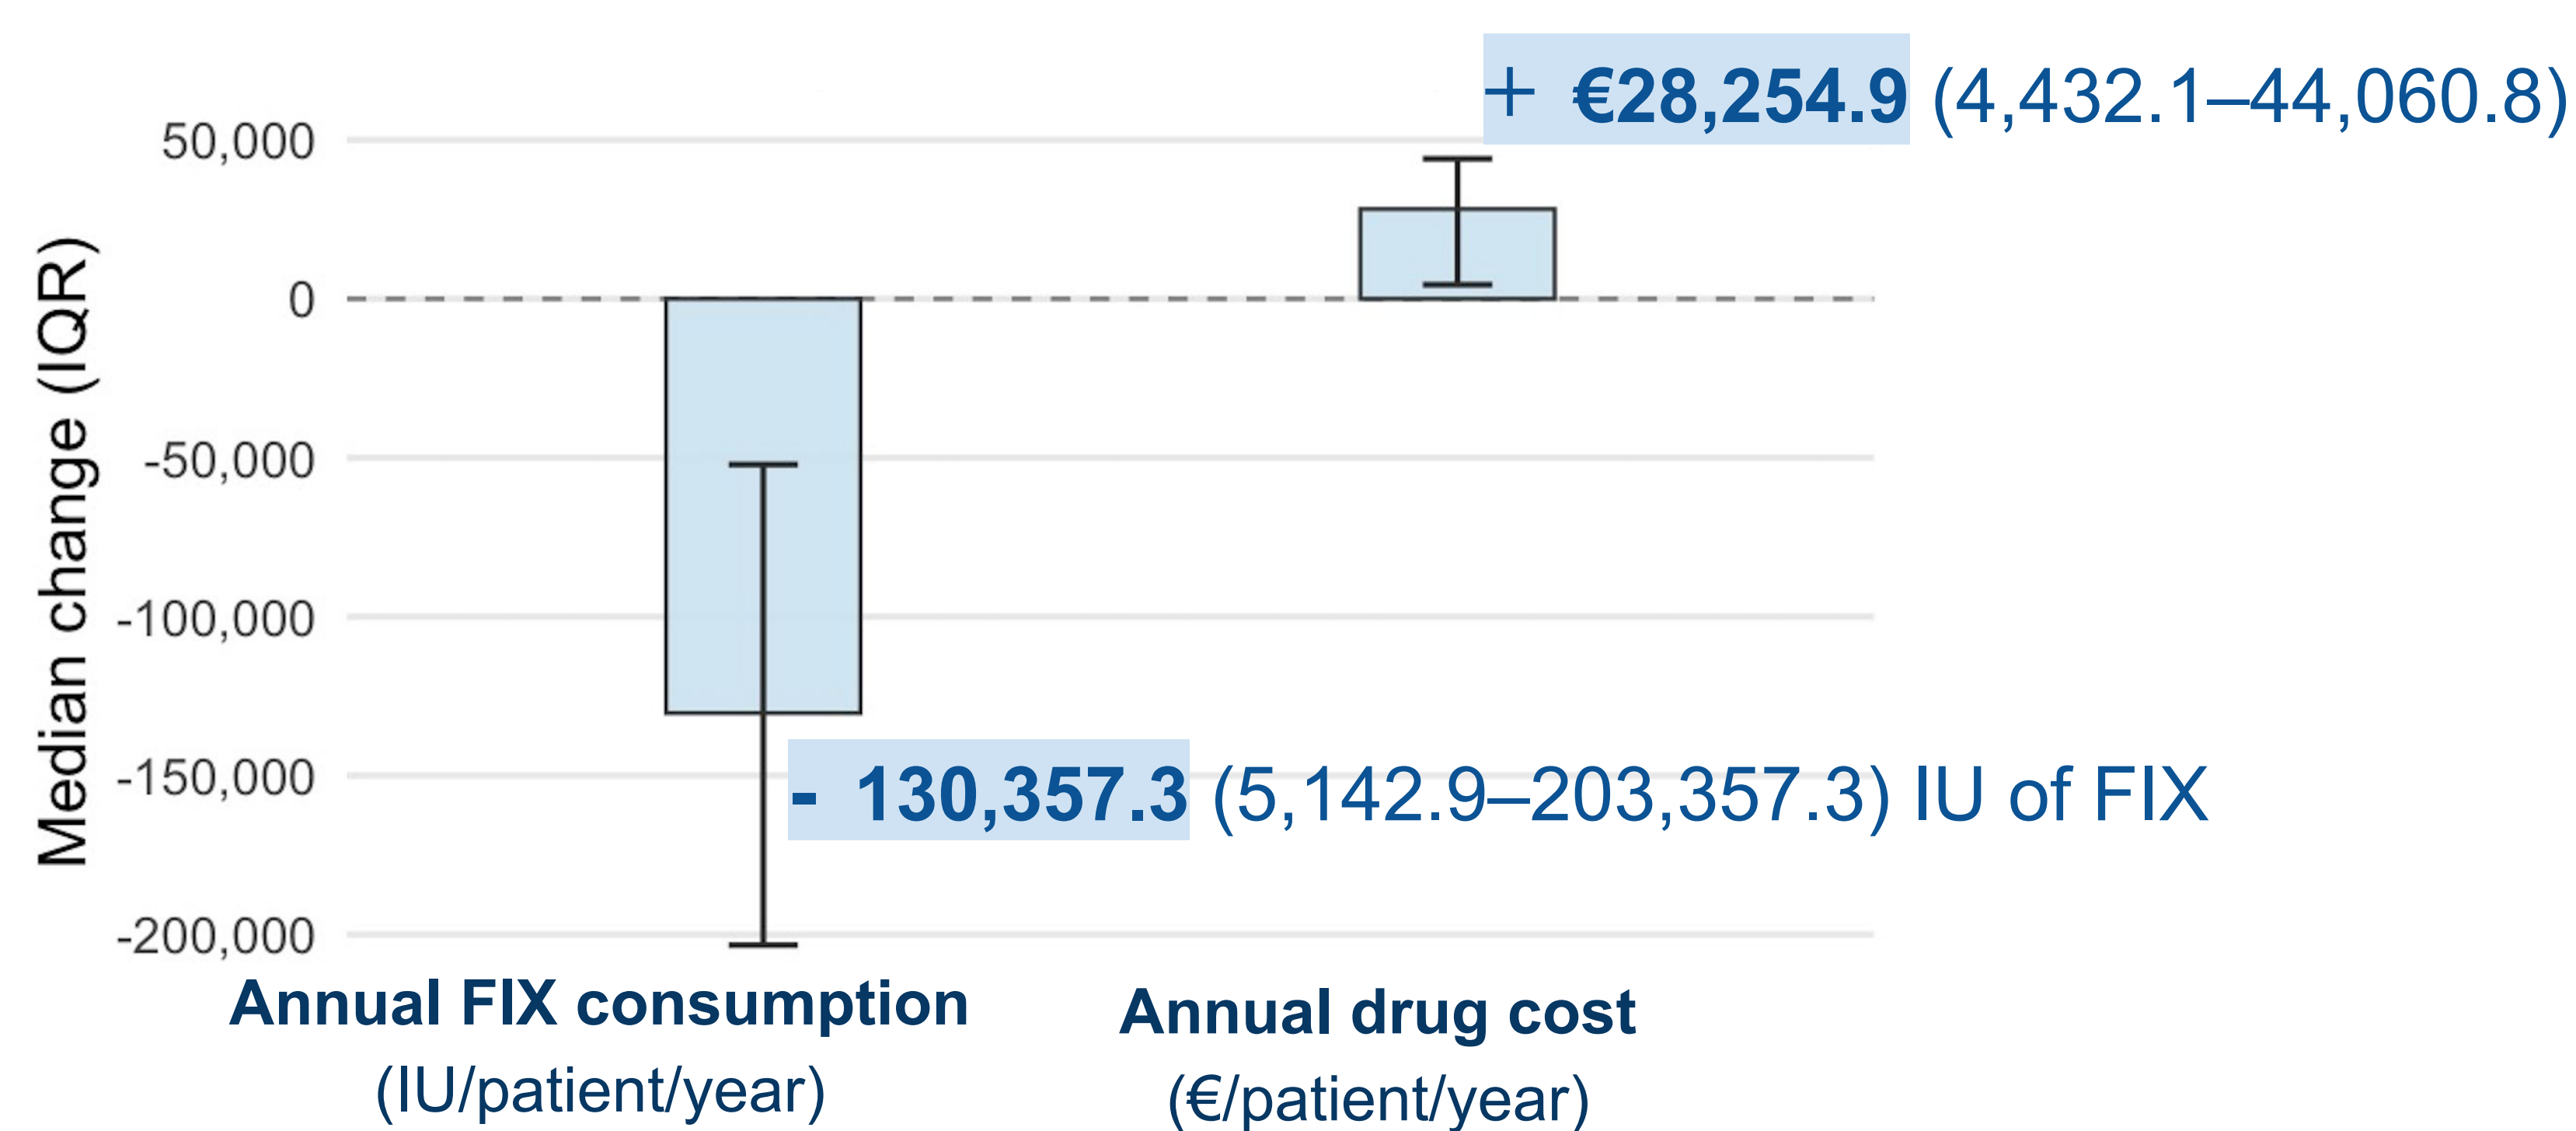 + €28,254.9 (4,432.1–44,060.8)
50,000
0
-50,000
-100,000
-150,000
-200,000
Median change (IQR)
- 130,357.3 (5,142.9–203,357.3) IU of FIX
Annual FIX consumption
(IU/patient/year)
Annual drug cost
(€/patient/year)